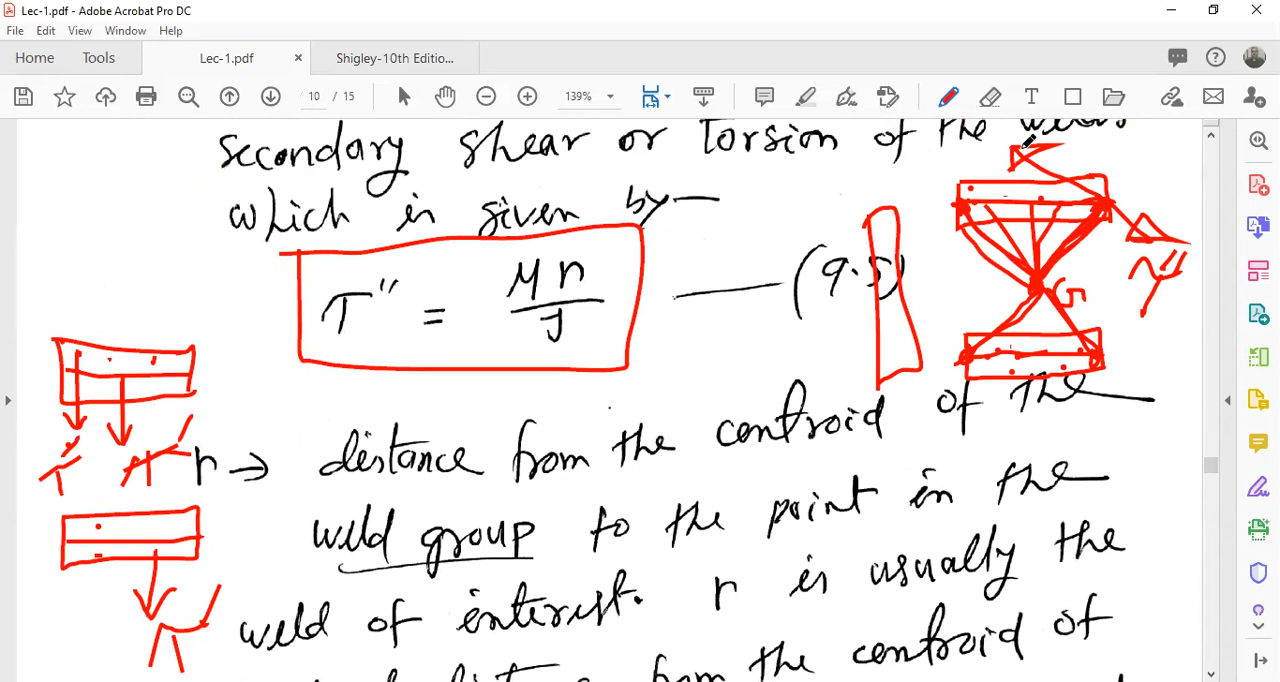 Lec-1.pdf - Adobe Acrobat Pro DC
File Edit View Window Help
Home Tools Lec-1.pdf × Shigley-10th Editio...
10 / 15 139%
secondary shear or Torsion of the welds
which is given by —
τ" = Mr/J —— (9.5)
G
τ"
τ' τ'
r → distance from the centroid of the
weld group to the point in the
weld of interest. r is usually the
τ'
distance from the centroid of